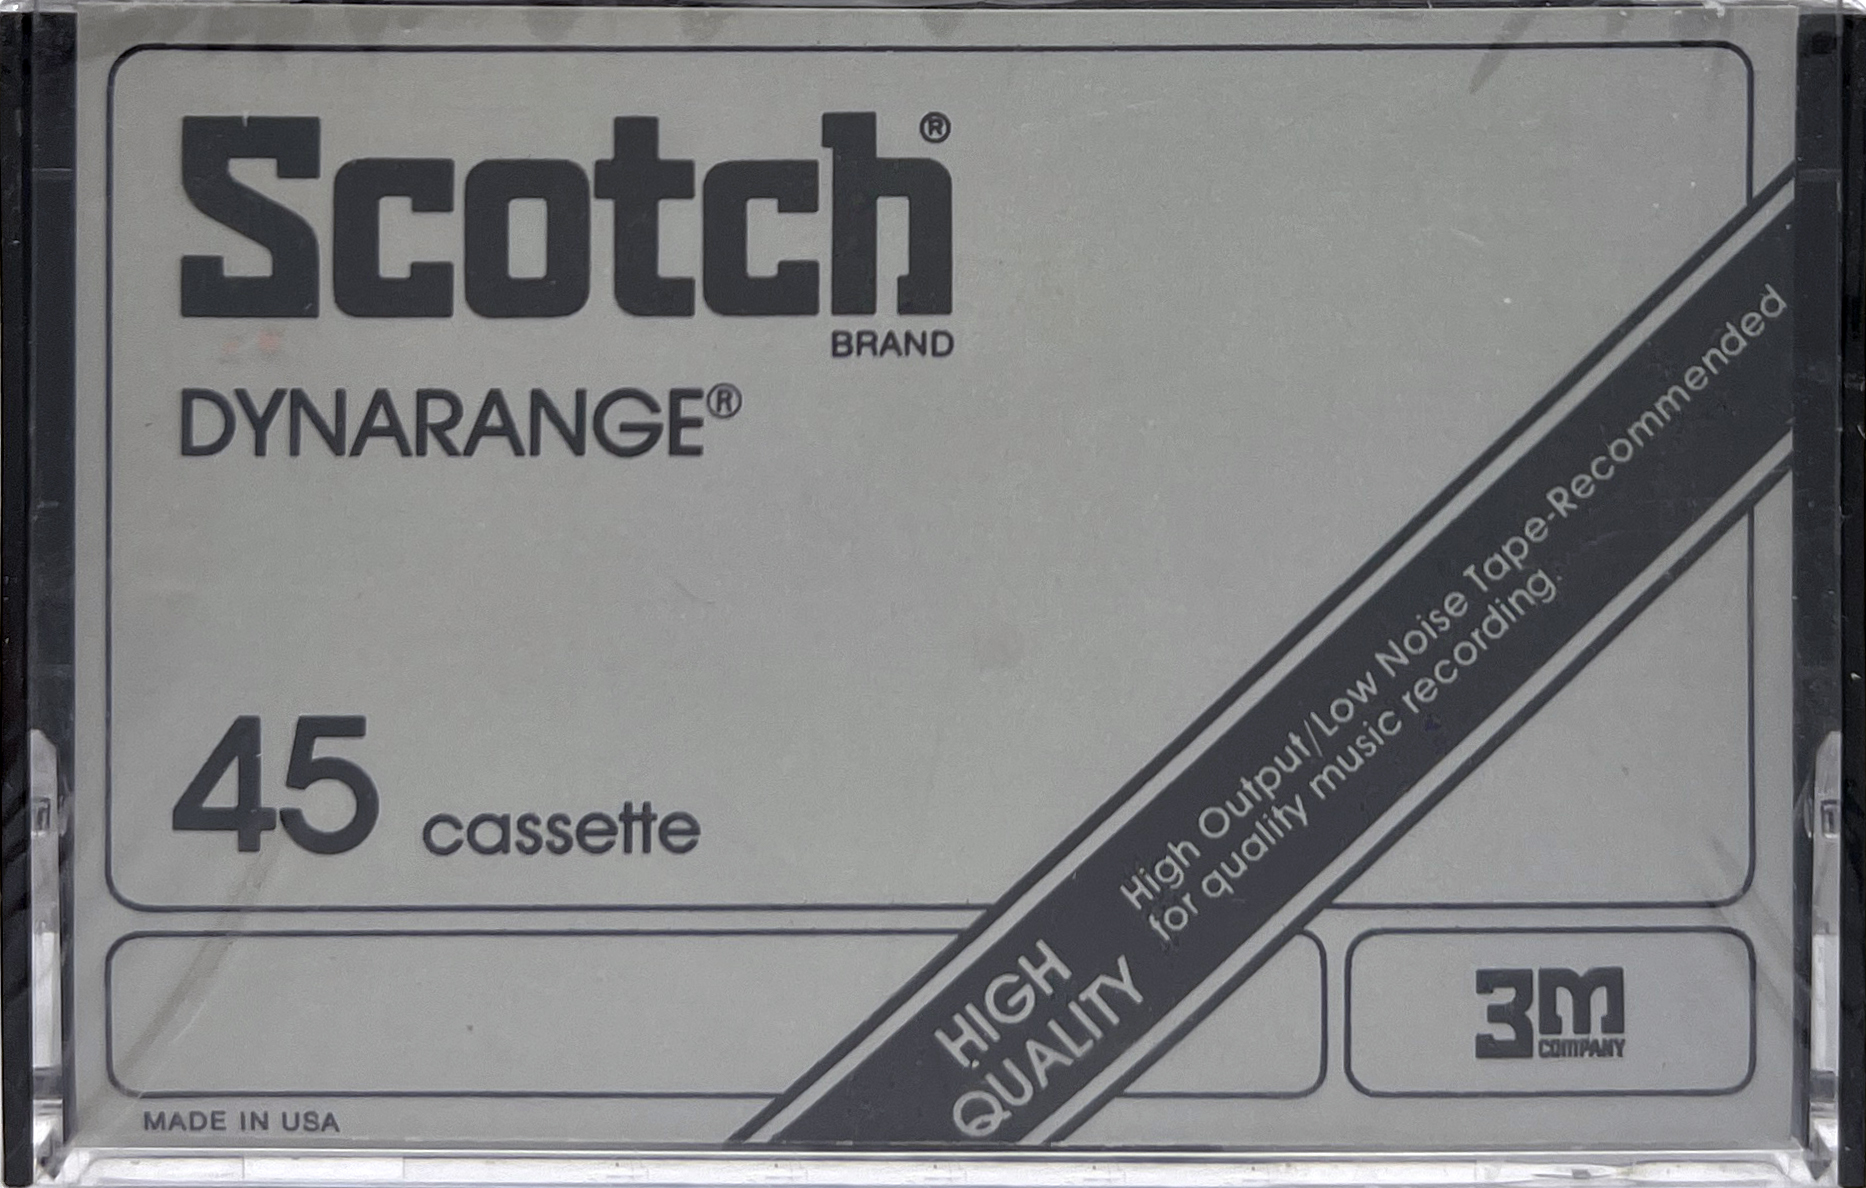 Scotch®
BRAND
DYNARANGE®
45 cassette
High Output/Low Noise Tape-Recommended
for quality music recording.
HIGH
QUALITY
3M
COMPANY
MADE IN USA